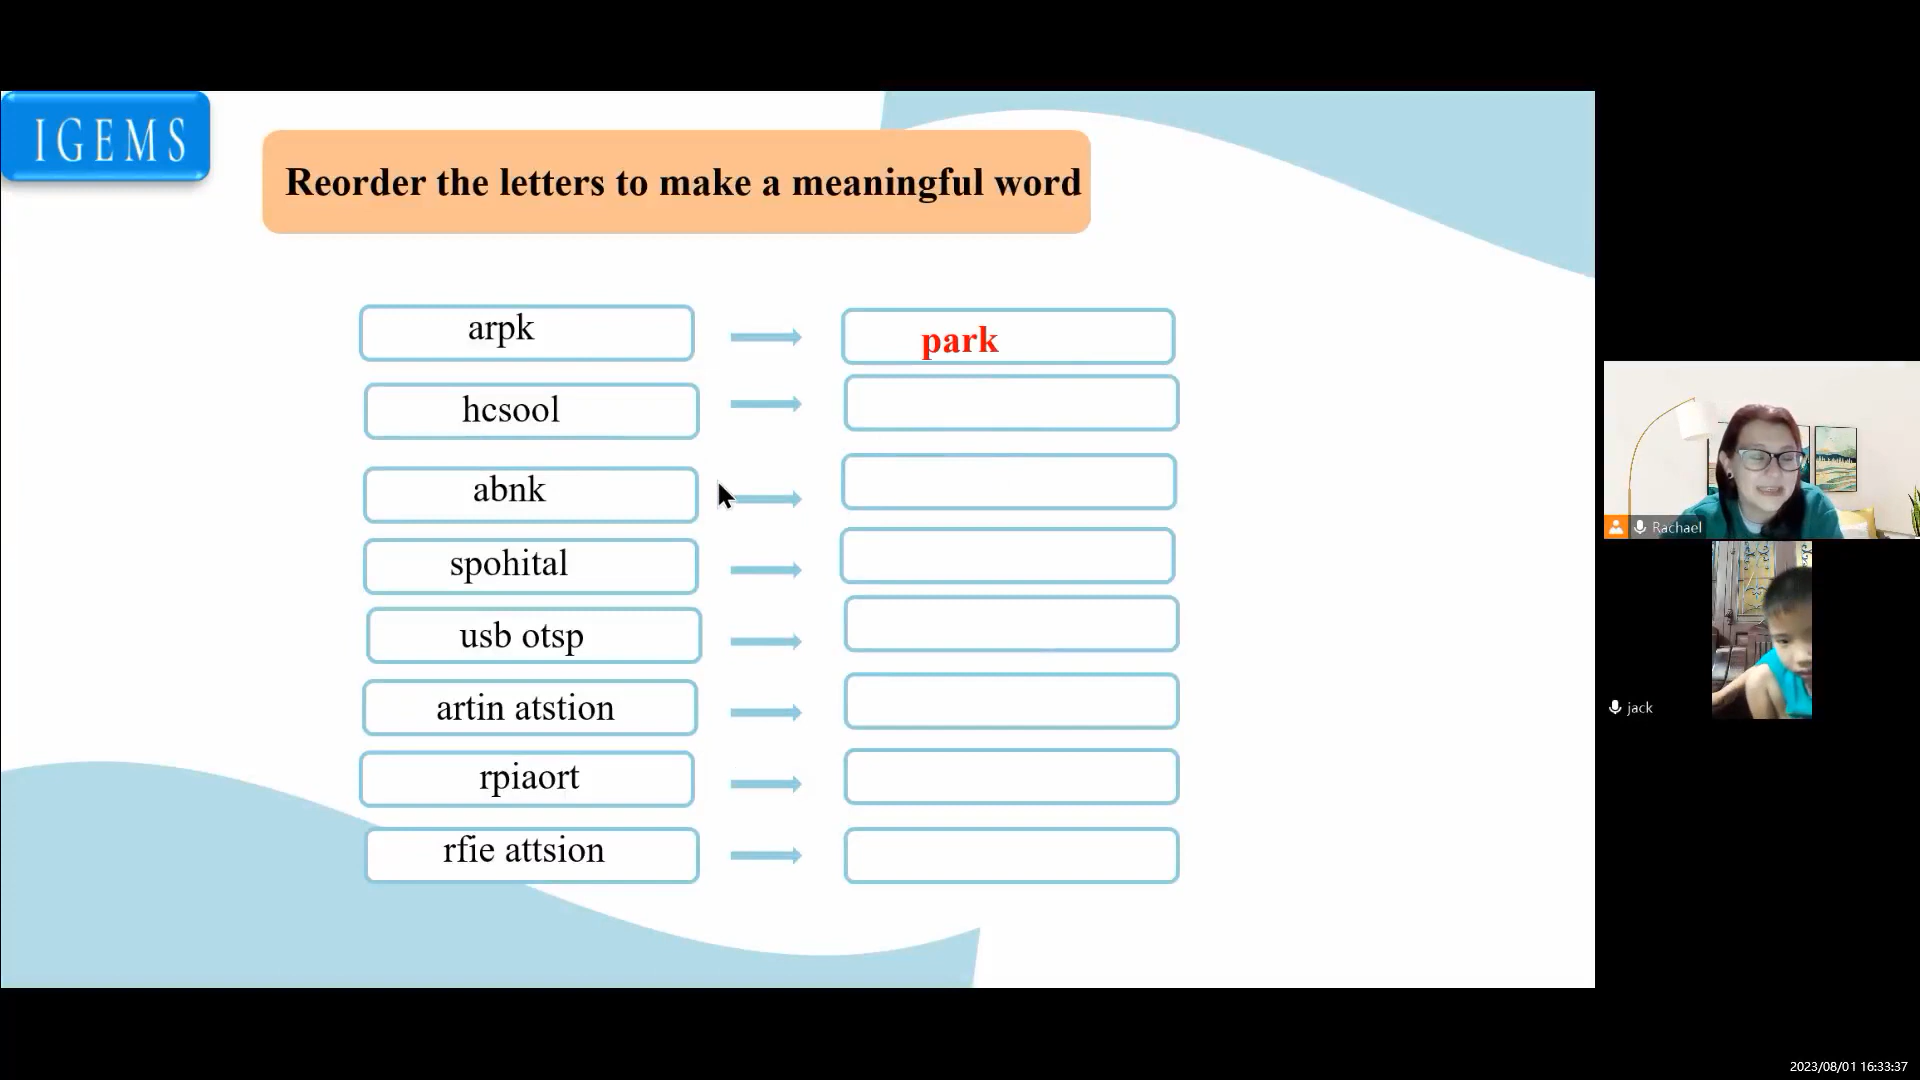 IGEMS
Reorder the letters to make a meaningful word
arpk
park
hcsool
abnk
spohital
usb otsp
artin atstion
rpiaort
rfie attsion
Rachael
jack
2023/08/01 16:33:37